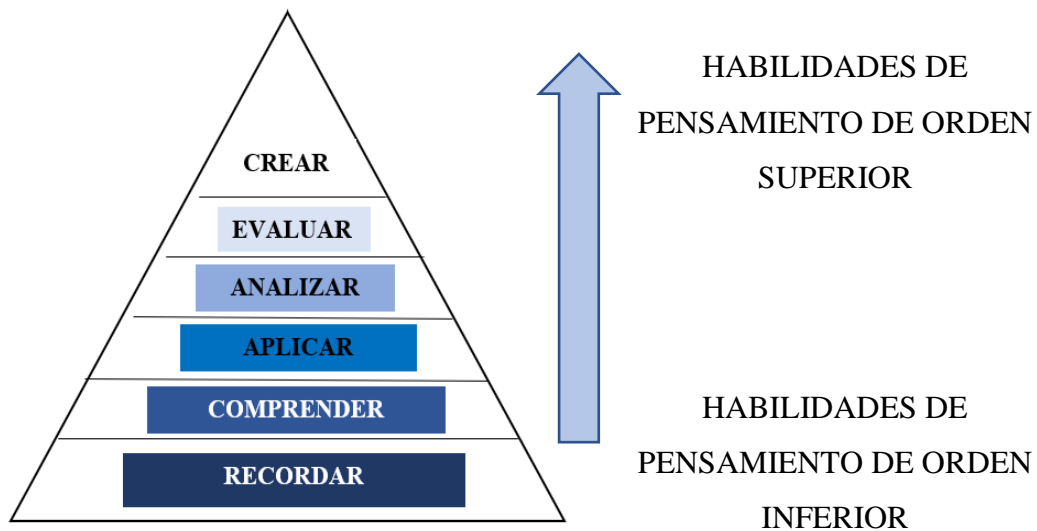 CREAR
EVALUAR
ANALIZAR
APLICAR
COMPRENDER
RECORDAR
HABILIDADES DE
PENSAMIENTO DE ORDEN
SUPERIOR
HABILIDADES DE
PENSAMIENTO DE ORDEN
INFERIOR